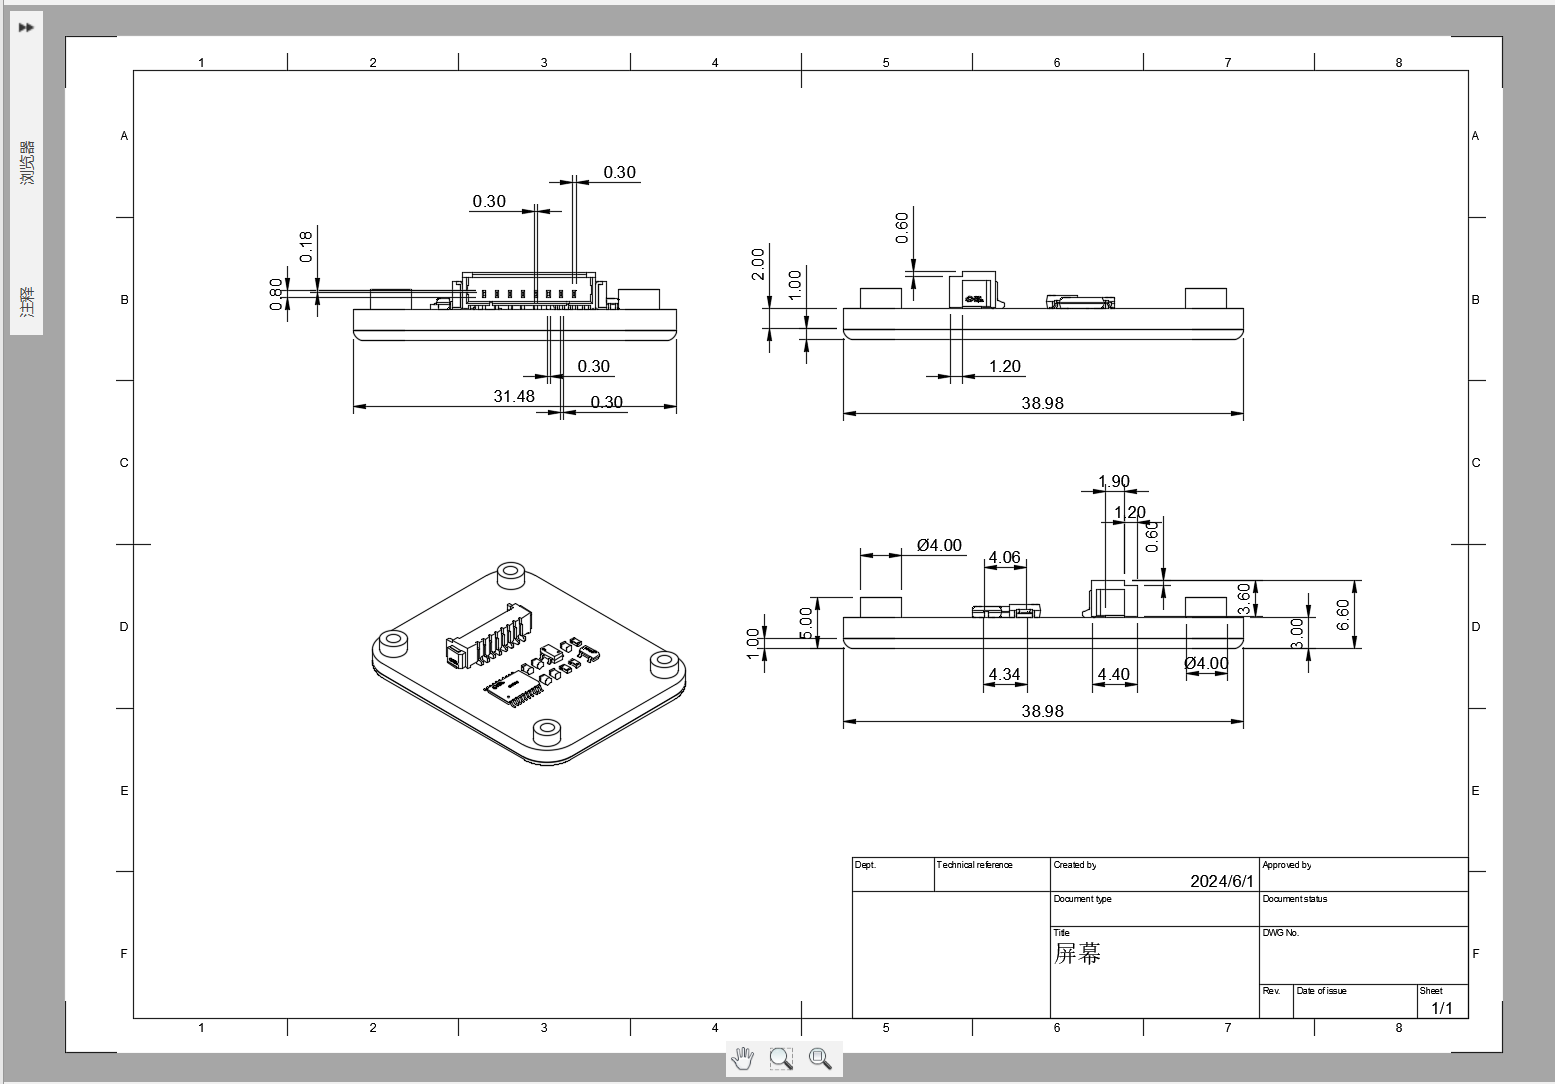 浏览器
注释
1 2 3 4 5 6 7 8
A A
B B
C C
D D
E E
F F
0.30
0.30
0.18
0.80
0.30
31.48
0.30
0.60
2.00
1.00
1.20
38.98
1.90
1.20
0.60
Ø4.00
4.06
5.00
1.00
3.60
6.60
3.00
4.34
4.40
Ø4.00
38.98
Dept.
Technical reference
Created by
2024/6/1
Approved by
Document type
Document status
Title
屏幕
DWG No.
Rev.
Date of issue
Sheet
1/1
1 2 3 4 5 6 7 8